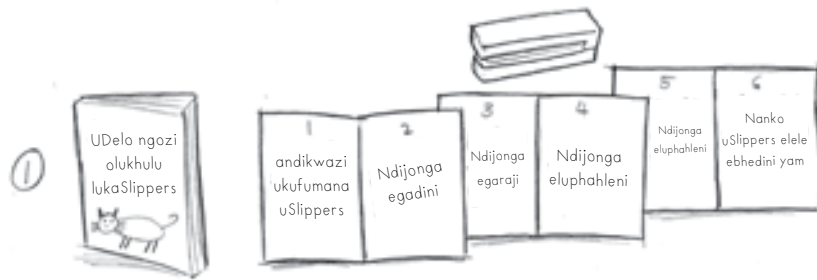 1
UDelo ngozi
olukhulu
lukaSlippers
1
andikwazi
ukufumana
uSlippers
2
Ndijonga
egadini
3
Ndijonga
egaraji
4
Ndijonga
eluphahleni
5
Ndijonga
eluphahleni
6
Nanko
uSlippers elele
ebhedini yam